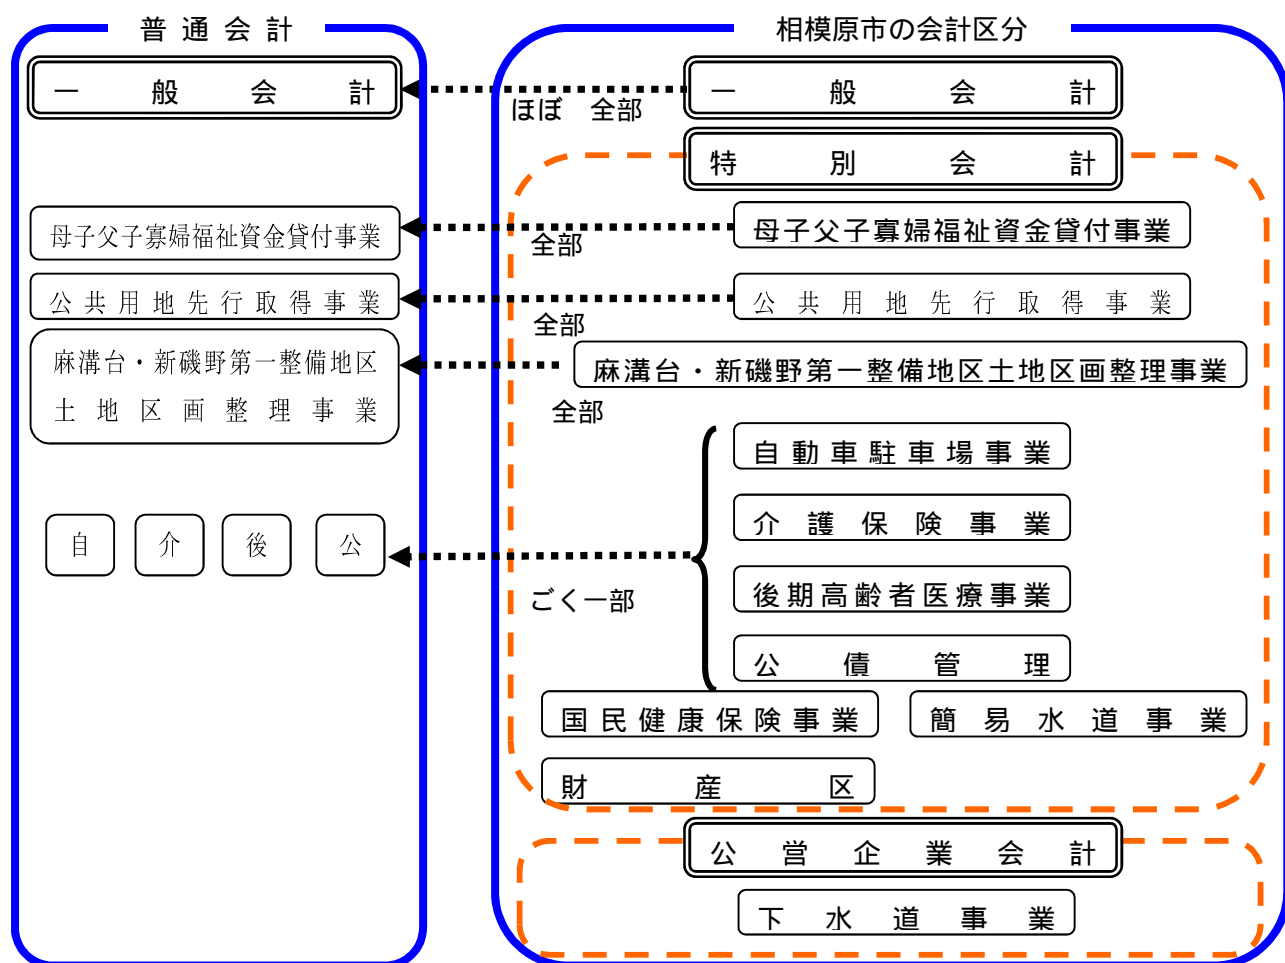 普通会計
一般会計
母子父子寡婦福祉資金貸付事業
公共用地先行取得事業
麻溝台・新磯野第一整備地区
土地区画整理事業
自
介
後
公
ほぼ 全部
全部
全部
全部
ごく一部
相模原市の会計区分
一般会計
特別会計
母子父子寡婦福祉資金貸付事業
公共用地先行取得事業
麻溝台・新磯野第一整備地区土地区画整理事業
自動車駐車場事業
介護保険事業
後期高齢者医療事業
公債管理
国民健康保険事業
簡易水道事業
財産区
公営企業会計
下水道事業